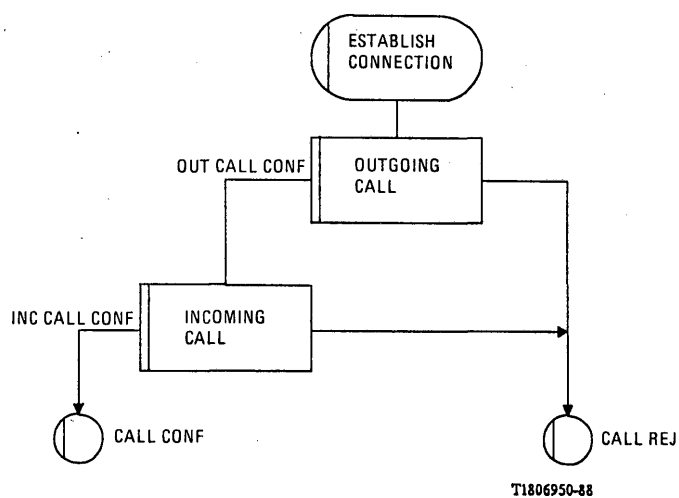 ESTABLISH
CONNECTION
OUT CALL CONF
OUTGOING
CALL
INC CALL CONF
INCOMING
CALL
CALL CONF
CALL REJ
T1806950-88